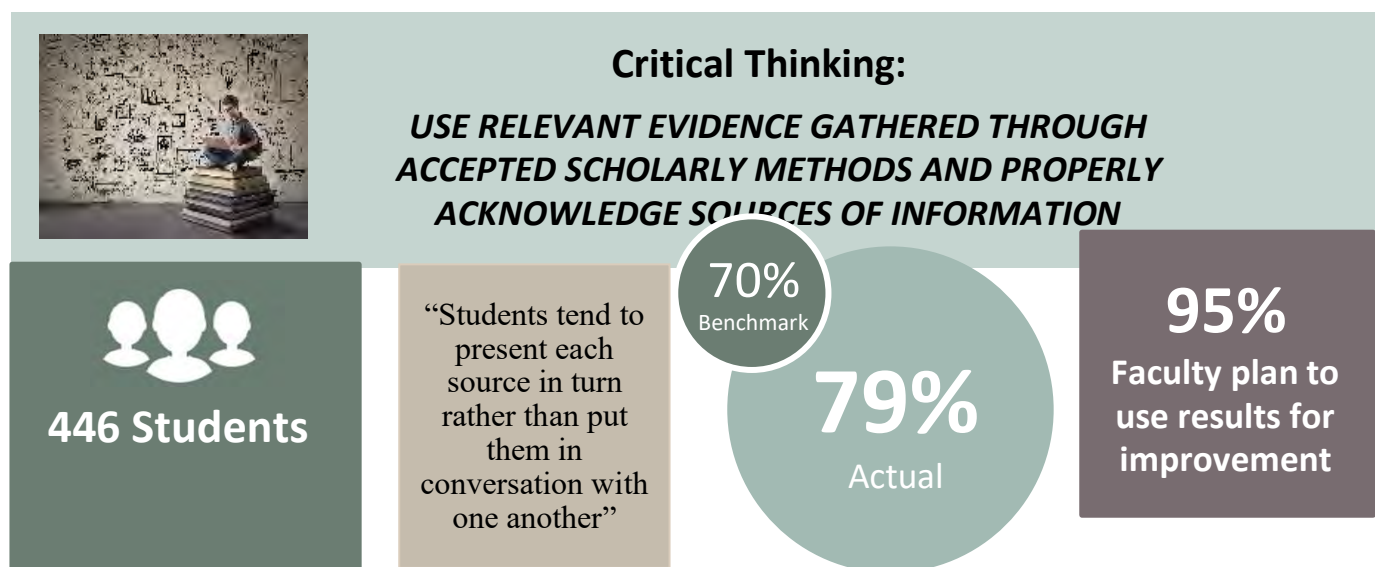 Critical Thinking:
USE RELEVANT EVIDENCE GATHERED THROUGH
ACCEPTED SCHOLARLY METHODS AND PROPERLY
ACKNOWLEDGE SOURCES OF INFORMATION
446 Students
“Students tend to
present each
source in turn
rather than put
them in
conversation with
one another”
70%
Benchmark
79%
Actual
95%
Faculty plan to
use results for
improvement